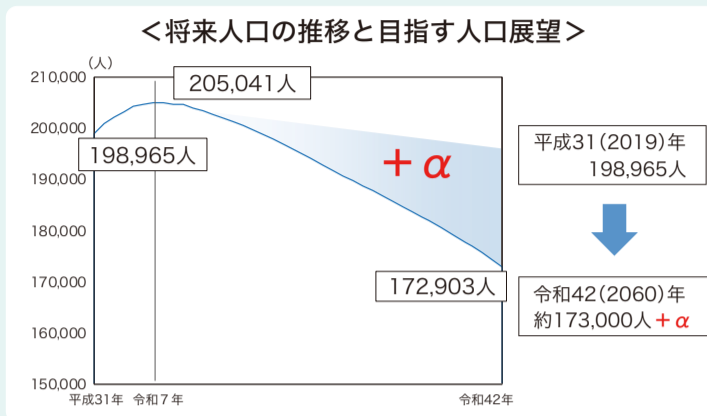 ＜将来人口の推移と目指す人口展望＞
（人）
210,000
200,000
190,000
180,000
170,000
160,000
150,000
205,041人
198,965人
＋α
172,903人
平成31年
令和７年
令和42年
平成31（2019）年
198,965人
令和42（2060）年
約173,000人＋α